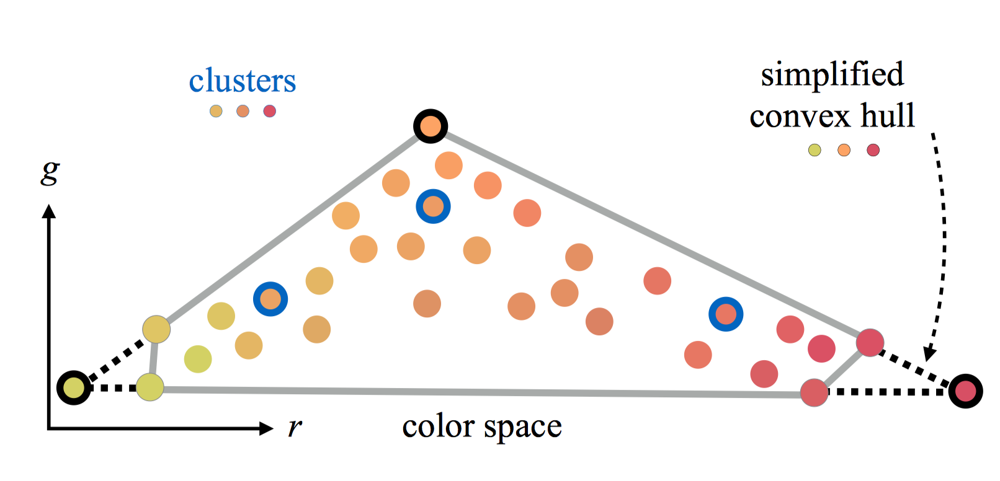 clusters
simplified
convex hull
g
r
color space